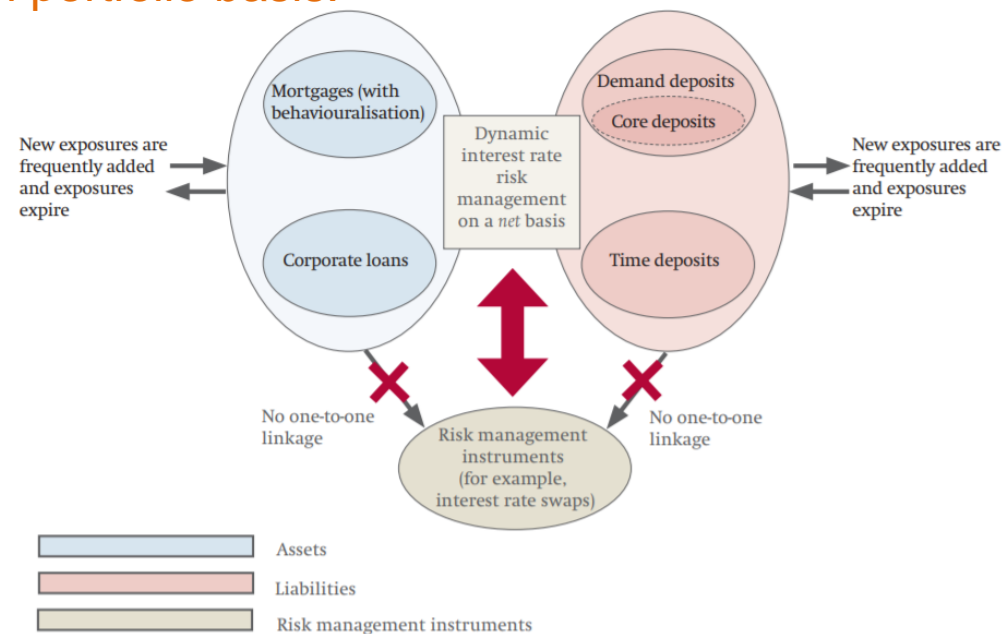 portfolio basis.
Mortgages (with
behaviouralisation)
Demand deposits
Core deposits
Dynamic
interest rate
risk
management
on a net basis
New exposures are
frequently added
and exposures
expire
New exposures are
frequently added
and exposures
expire
Corporate loans
Time deposits
No one-to-one
linkage
No one-to-one
linkage
Risk management
instruments
(for example,
interest rate swaps)
Assets
Liabilities
Risk management instruments